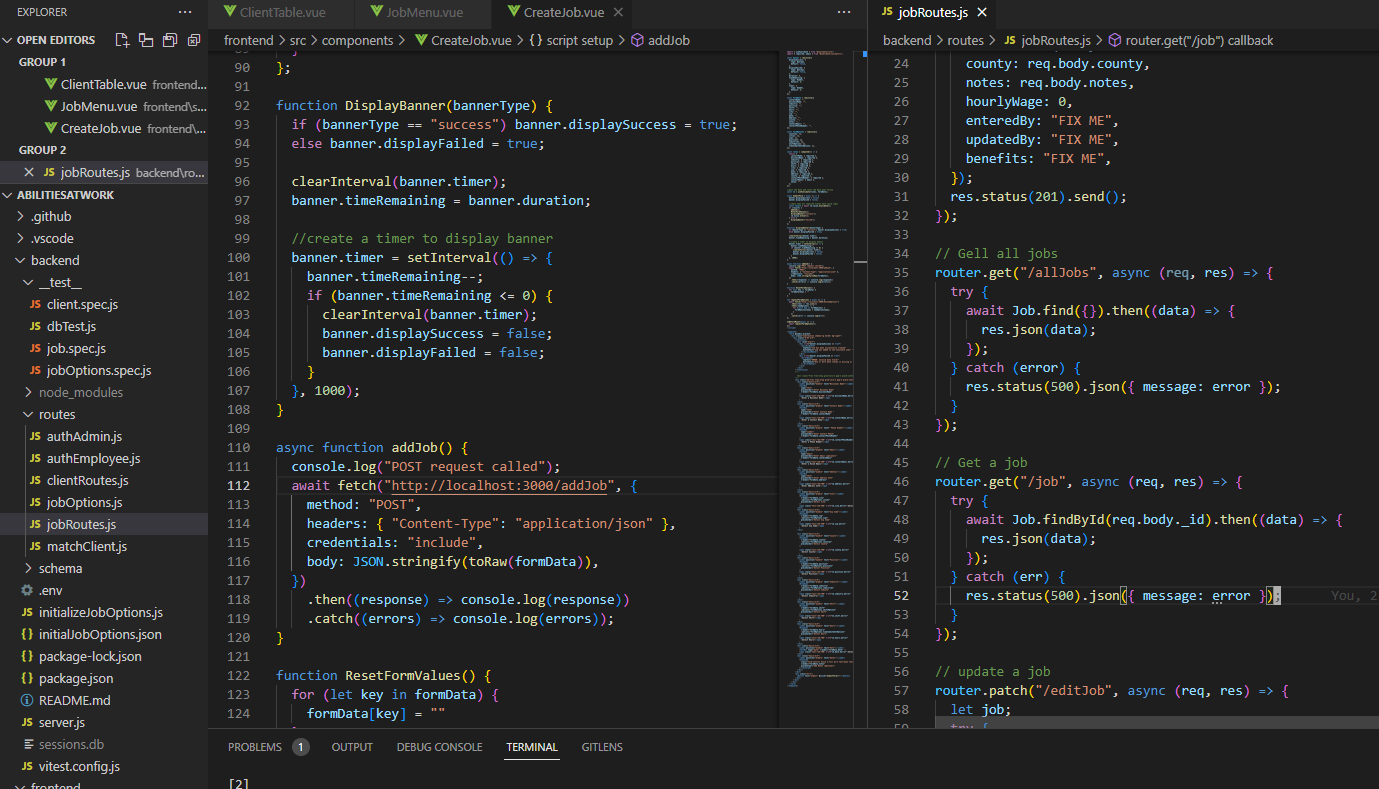 EXPLORER
OPEN EDITORS
GROUP 1
ClientTable.vue frontend...
JobMenu.vue frontend\s...
CreateJob.vue frontend\...
GROUP 2
JS jobRoutes.js backend\ro...
ABILITIESATWORK
.github
.vscode
backend
__test__
JS client.spec.js
JS dbTest.js
JS job.spec.js
JS jobOptions.spec.js
node_modules
routes
JS authAdmin.js
JS authEmployee.js
JS clientRoutes.js
JS jobOptions.js
JS jobRoutes.js
JS matchClient.js
schema
.env
JS initializeJobOptions.js
{} initialJobOptions.json
{} package-lock.json
{} package.json
README.md
JS server.js
sessions.db
JS vitest.config.js
frontend
ClientTable.vue JobMenu.vue CreateJob.vue
frontend > src > components > CreateJob.vue > {} script setup > addJob
90 };
91
92 function DisplayBanner(bannerType) {
93 if (bannerType == "success") banner.displaySuccess = true;
94 else banner.displayFailed = true;
95
96 clearInterval(banner.timer);
97 banner.timeRemaining = banner.duration;
98
99 //create a timer to display banner
100 banner.timer = setInterval(() => {
101 banner.timeRemaining--;
102 if (banner.timeRemaining <= 0) {
103 clearInterval(banner.timer);
104 banner.displaySuccess = false;
105 banner.displayFailed = false;
106 }
107 }, 1000);
108 }
109
110 async function addJob() {
111 console.log("POST request called");
112 await fetch("http://localhost:3000/addJob", {
113 method: "POST",
114 headers: { "Content-Type": "application/json" },
115 credentials: "include",
116 body: JSON.stringify(toRaw(formData)),
117 })
118 .then((response) => console.log(response))
119 .catch((errors) => console.log(errors));
120 }
121
122 function ResetFormValues() {
123 for (let key in formData) {
124 formData[key] = ""
JS jobRoutes.js
backend > routes > JS jobRoutes.js > router.get("/job") callback
24 county: req.body.county,
25 notes: req.body.notes,
26 hourlyWage: 0,
27 enteredBy: "FIX ME",
28 updatedBy: "FIX ME",
29 benefits: "FIX ME",
30 });
31 res.status(201).send();
32 });
33
34 // Gell all jobs
35 router.get("/allJobs", async (req, res) => {
36 try {
37 await Job.find({}).then((data) => {
38 res.json(data);
39 });
40 } catch (error) {
41 res.status(500).json({ message: error });
42 }
43 });
44
45 // Get a job
46 router.get("/job", async (req, res) => {
47 try {
48 await Job.findById(req.body._id).then((data) => {
49 res.json(data);
50 });
51 } catch (err) {
52 res.status(500).json({ message: error }); You, 2
53 }
54 });
55
56 // update a job
57 router.patch("/editJob", async (req, res) => {
58 let job;
59 try {
PROBLEMS 1 OUTPUT DEBUG CONSOLE TERMINAL GITLENS
[2]